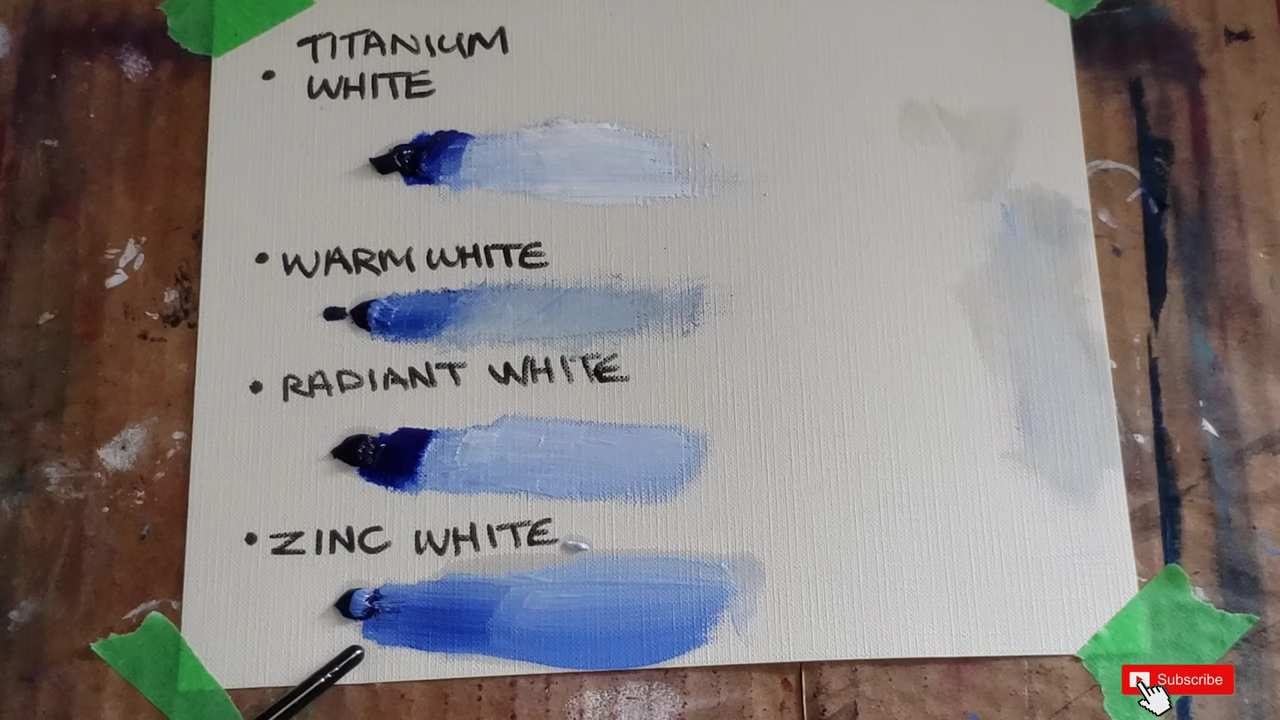 TITANIUM
• WHITE
• WARM WHITE
• RADIANT WHITE
• ZINC WHITE
Subscribe